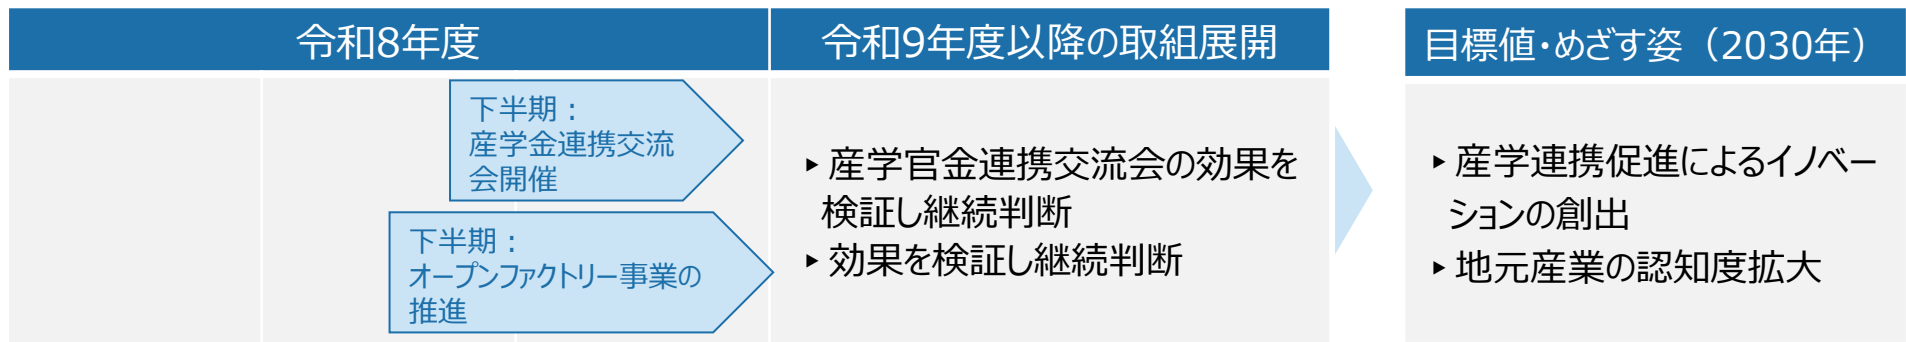 令和8年度
令和9年度以降の取組展開
目標値・めざす姿（2030年）
下半期：
産学金連携交流
会開催
下半期：
オープンファクトリー事業の
推進
▸産学官金連携交流会の効果を
検証し継続判断
▸効果を検証し継続判断
▸産学連携促進によるイノベー
ションの創出
▸地元産業の認知度拡大